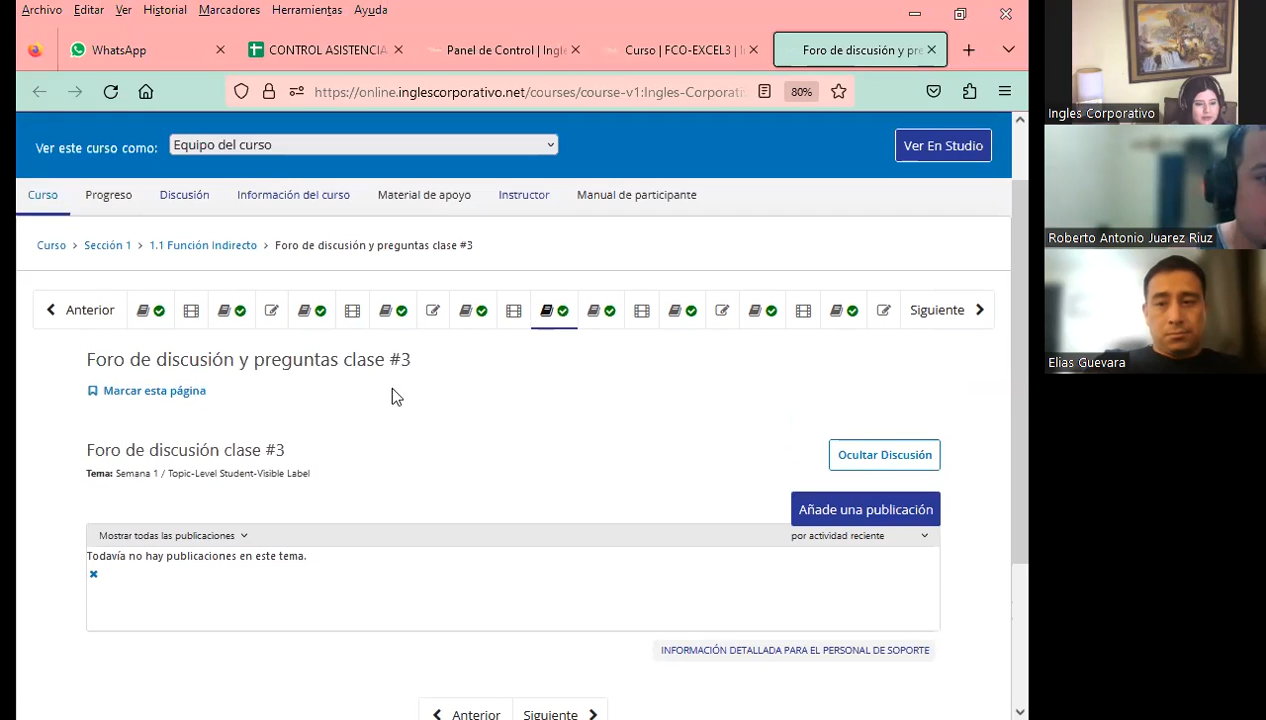 Archivo Editar Ver Historial Marcadores Herramientas Ayuda
WhatsApp
CONTROL ASISTENCIA
Panel de Control | Ingle
Curso | FCO-EXCEL3 | I
Foro de discusión y pre
https://online.inglescorporativo.net/courses/course-v1:Ingles-Corporati
80%
Ver este curso como:
Equipo del curso
Ver En Studio
Curso
Progreso
Discusión
Información del curso
Material de apoyo
Instructor
Manual de participante
Curso > Sección 1 > 1.1 Función Indirecto > Foro de discusión y preguntas clase #3
Anterior
Siguiente
Foro de discusión y preguntas clase #3
Marcar esta página
Foro de discusión clase #3
Ocultar Discusión
Tema: Semana 1 / Topic-Level Student-Visible Label
Añade una publicación
Mostrar todas las publicaciones
por actividad reciente
Todavía no hay publicaciones en este tema.
INFORMACIÓN DETALLADA PARA EL PERSONAL DE SOPORTE
Anterior
Siguiente
Ingles Corporativo
Roberto Antonio Juarez Riuz
Elias Guevara